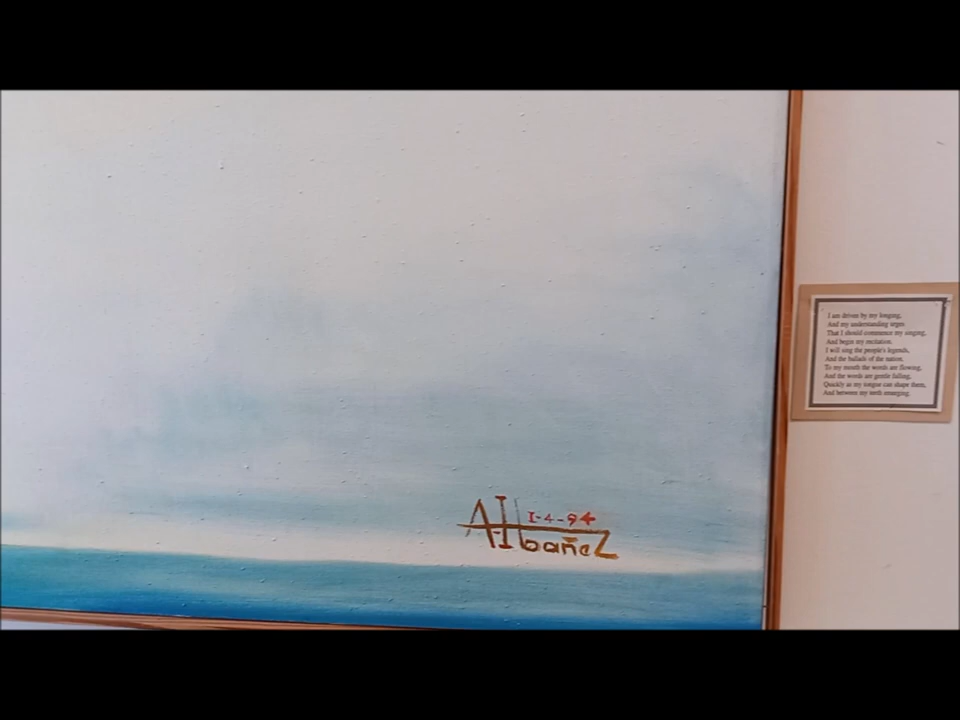 1-4-94
A-Ibañez
I am driven by my longing,
And my understanding urges
That I should commence my singing,
And begin my recitation.
I will sing the people's legends,
And the ballads of the nation.
To my mouth the words are flowing,
And the words are gentle falling,
Quickly as my tongue can shape them,
And between my teeth emerging.